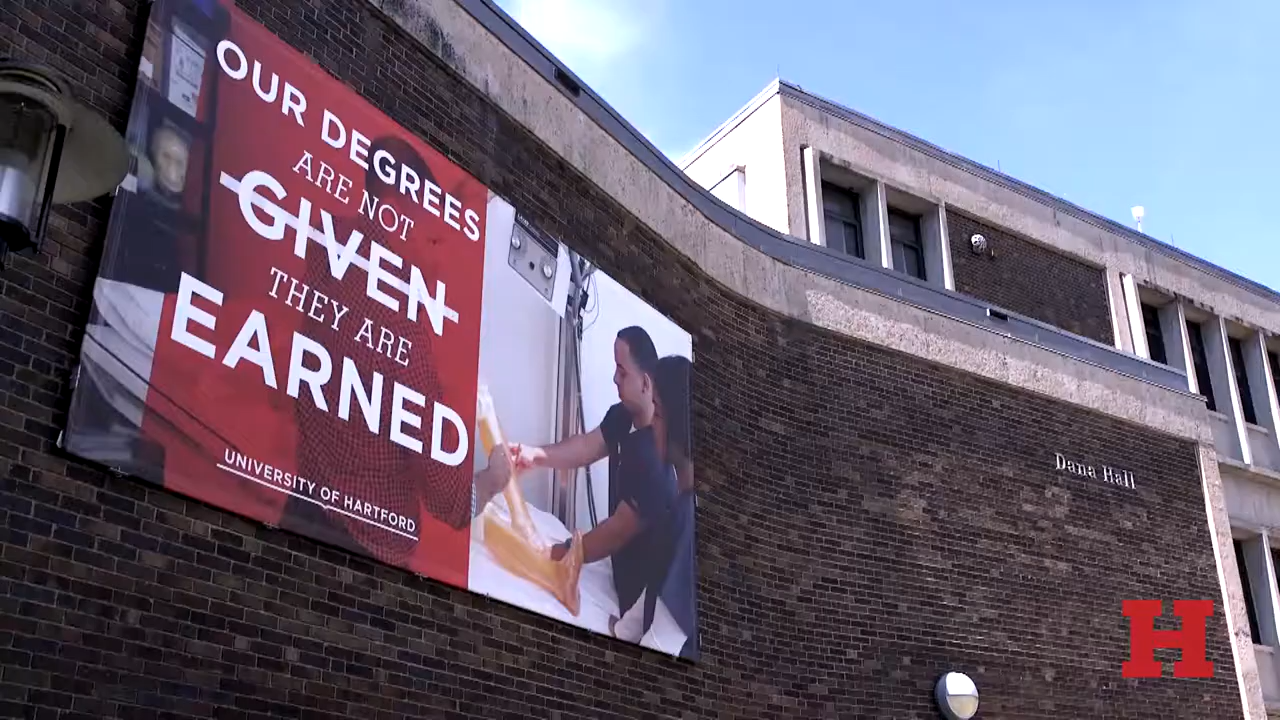 OUR DEGREES
ARE NOT
GIVEN
THEY ARE
EARNED
UNIVERSITY OF HARTFORD
Dana Hall
H